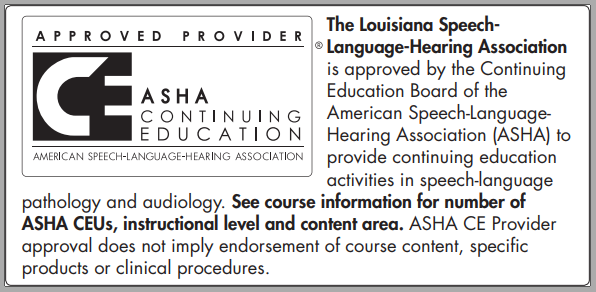 APPROVED PROVIDER
CE
ASHA
CONTINUING
EDUCATION
AMERICAN SPEECH-LANGUAGE-HEARING ASSOCIATION
®
The Louisiana Speech-
Language-Hearing Association
is approved by the Continuing
Education Board of the
American Speech-Language-
Hearing Association (ASHA) to
provide continuing education
activities in speech-language
pathology and audiology. See course information for number of
ASHA CEUs, instructional level and content area. ASHA CE Provider
approval does not imply endorsement of course content, specific
products or clinical procedures.